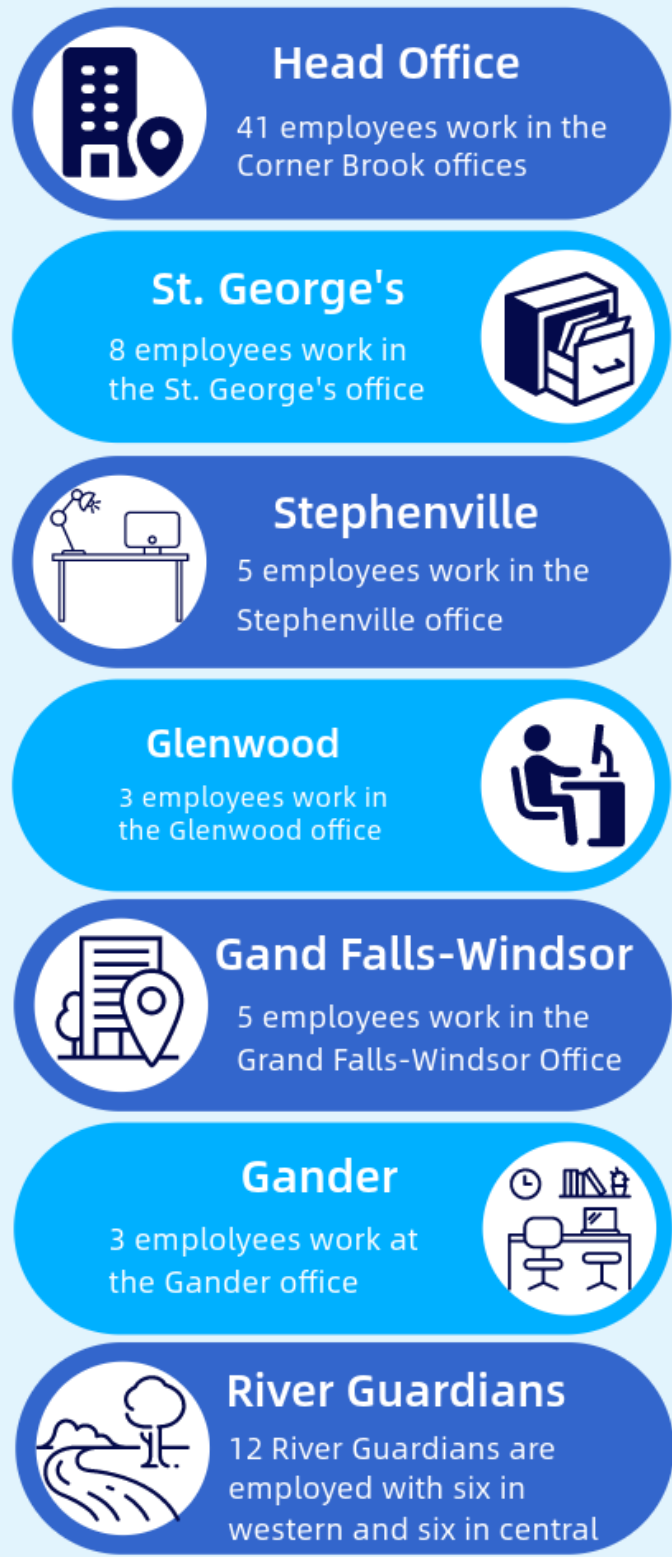 Head Office
41 employees work in the
Corner Brook offices
St. George's
8 employees work in
the St. George's office
Stephenville
5 employees work in the
Stephenville office
Glenwood
3 employees work in
the Glenwood office
Gand Falls-Windsor
5 employees work in the
Grand Falls-Windsor Office
Gander
3 emplolyees work at
the Gander office
River Guardians
12 River Guardians are
employed with six in
western and six in central